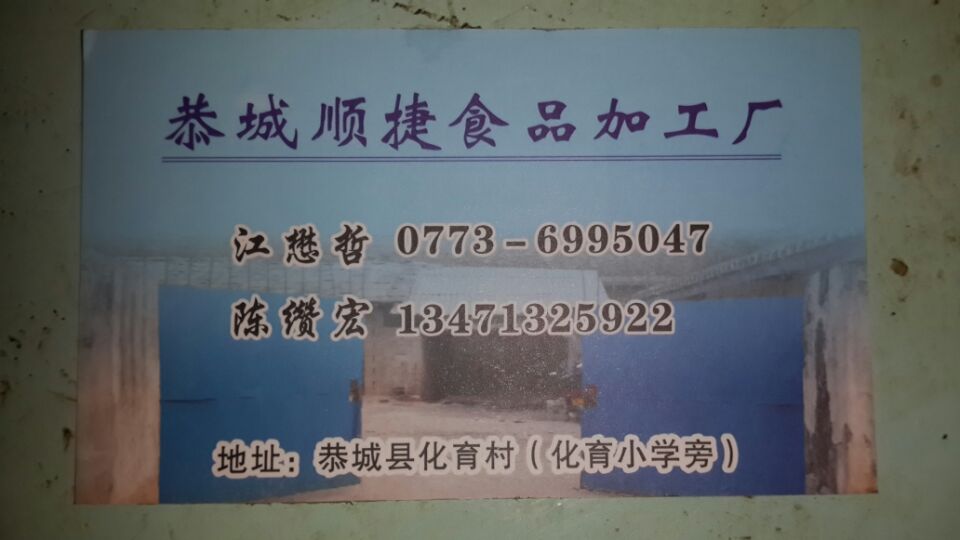 恭城顺捷食品加工厂
江懋哲 0773-6995047
陈缵宏 13471325922
地址：恭城县化育村（化育小学旁）